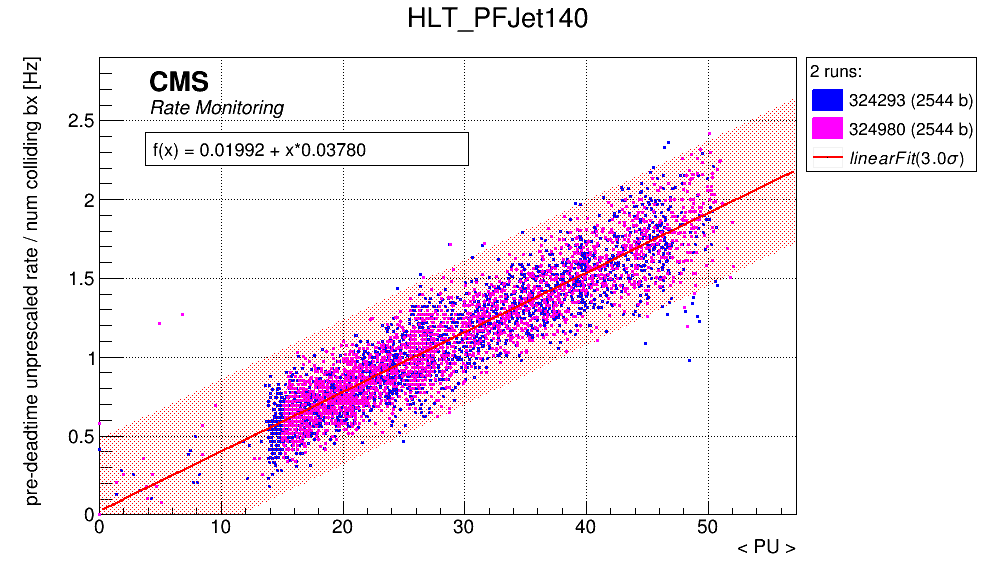 HLT_PFJet140
pre-deadtime unprescaled rate / num colliding bx [Hz]
CMS
Rate Monitoring
f(x) = 0.01992 + x*0.03780
2.5
2
1.5
1
0.5
0
0 10 20 30 40 50
< PU >
2 runs:
324293 (2544 b)
324980 (2544 b)
linearFit(3.0σ)